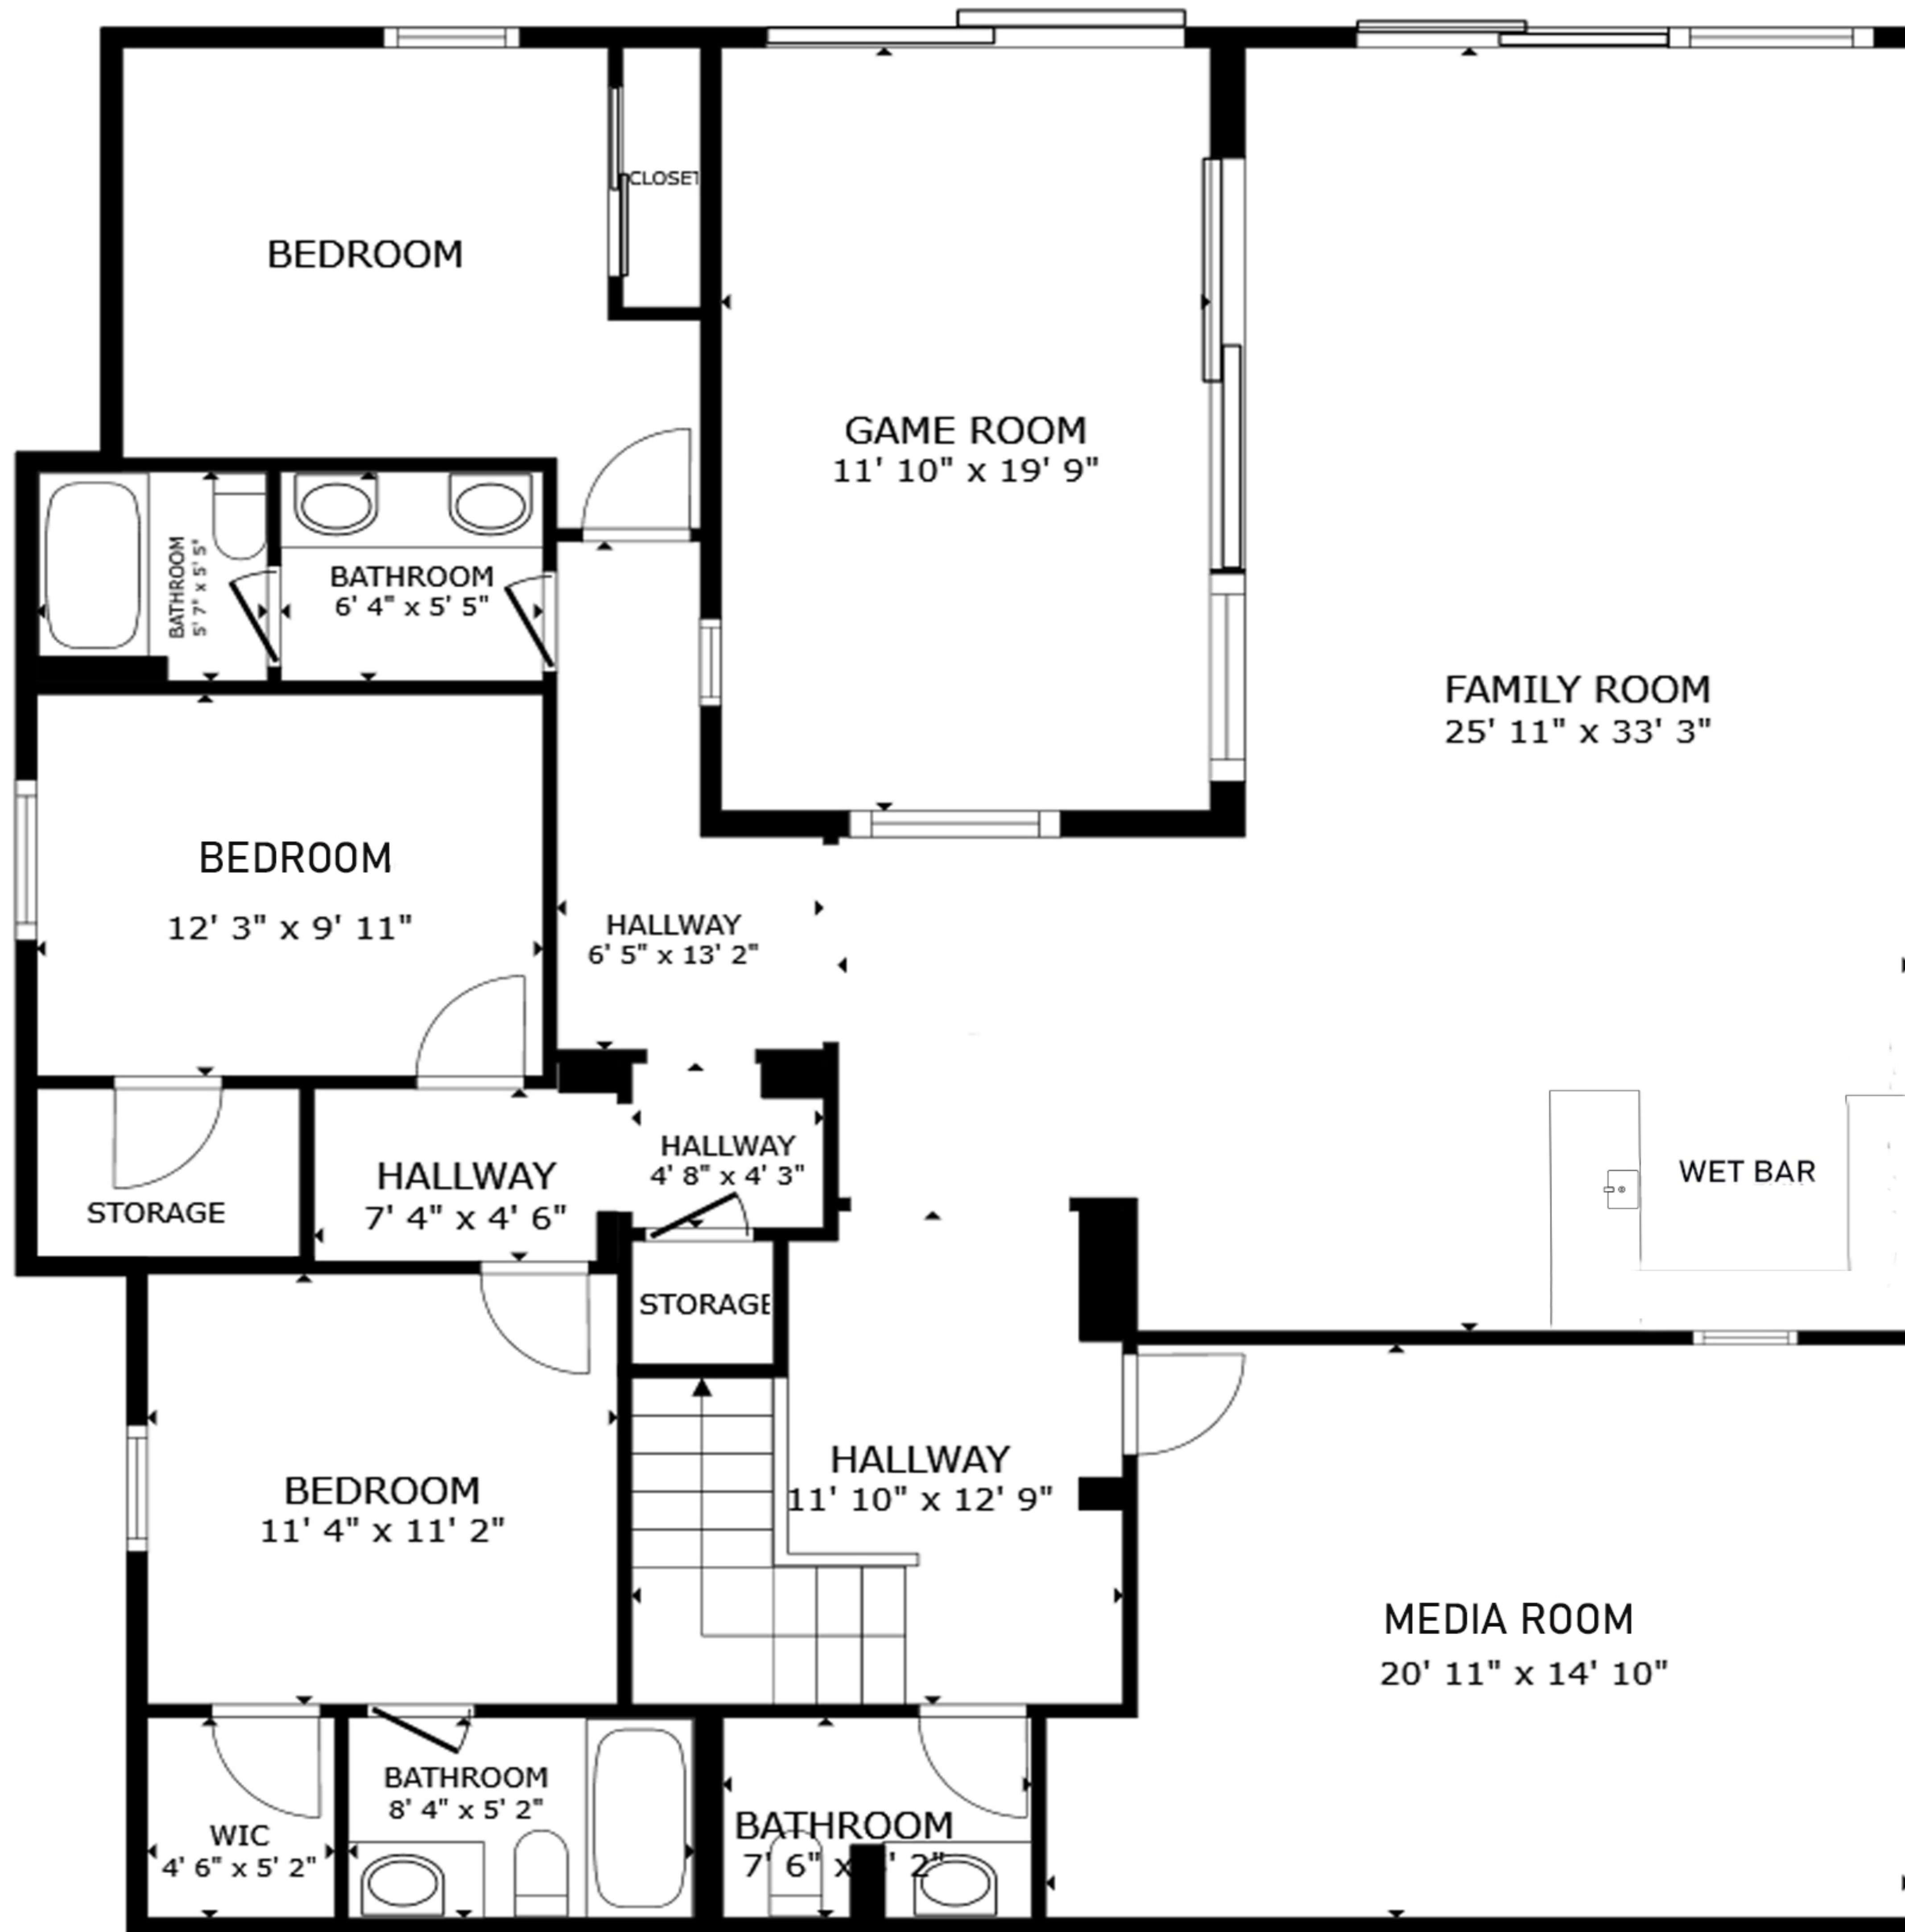 CLOSET
BEDROOM
GAME ROOM
11' 10" x 19' 9"
BATHROOM
5' 7" x 5' 5"
BATHROOM
6' 4" x 5' 5"
FAMILY ROOM
25' 11" x 33' 3"
BEDROOM
12' 3" x 9' 11"
HALLWAY
6' 5" x 13' 2"
HALLWAY
4' 8" x 4' 3"
WET BAR
HALLWAY
7' 4" x 4' 6"
STORAGE
STORAGE
HALLWAY
11' 10" x 12' 9"
BEDROOM
11' 4" x 11' 2"
MEDIA ROOM
20' 11" x 14' 10"
BATHROOM
8' 4" x 5' 2"
BATHROOM
7' 6" x ' 2"
WIC
4' 6" x 5' 2"